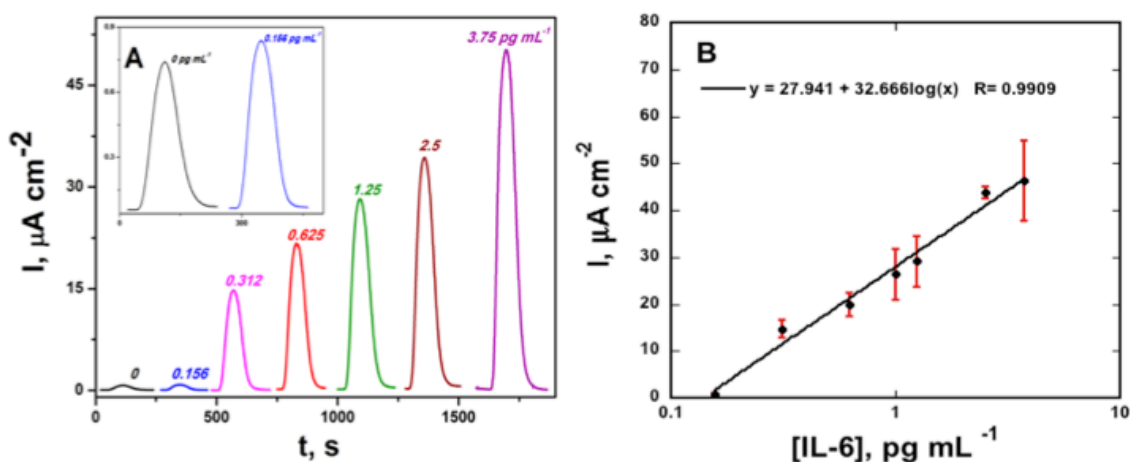 A
0 pg mL⁻¹
0.156 pg mL⁻¹
0 300
3.75 pg mL⁻¹
2.5
1.25
0.625
0.312
0.156
0
45
30
15
0
0 500 1000 1500
I, µA cm⁻²
t, s
B
y = 27.941 + 32.666log(x) R= 0.9909
80
70
60
50
40
30
20
10
0
0.1 1 10
I, µA cm⁻²
[IL-6], pg mL ⁻¹